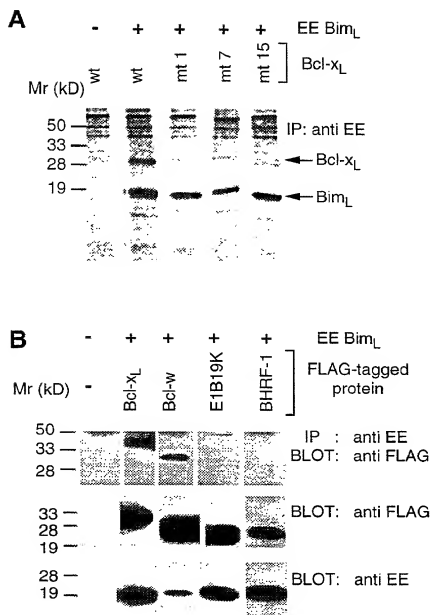 A
- + + + + EE BimL
wt wt mt 1 mt 7 mt 15 Bcl-xL
Mr (kD)
50
33
28
19
IP: anti EE
Bcl-xL
BimL
B
- + + + + EE BimL
- Bcl-xL Bcl-w E1B19K BHRF-1 FLAG-tagged protein
Mr (kD)
50
33
28
IP : anti EE
BLOT: anti FLAG
33
28
19
BLOT: anti FLAG
28
19
BLOT: anti EE